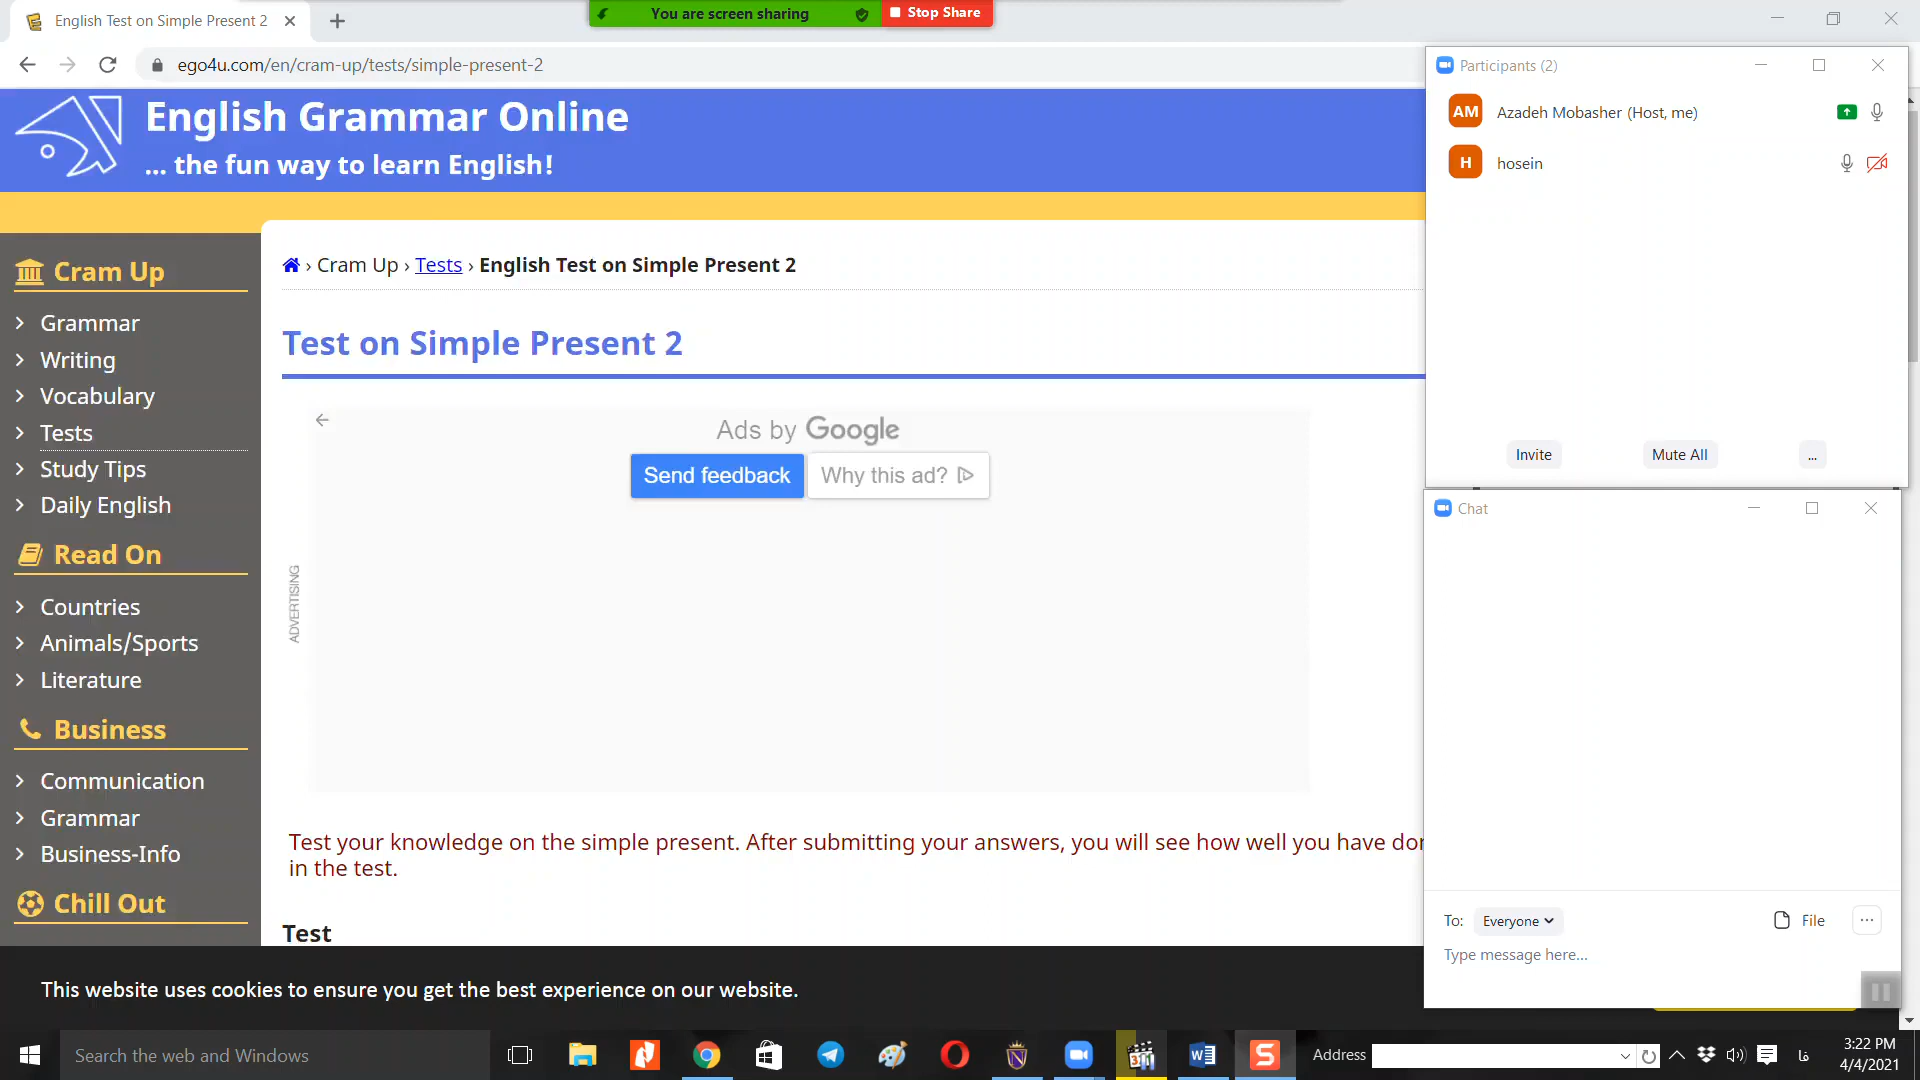 English Test on Simple Present 2
You are screen sharing
Stop Share
ego4u.com/en/cram-up/tests/simple-present-2
English Grammar Online
... the fun way to learn English!
Cram Up
Grammar
Writing
Vocabulary
Tests
Study Tips
Daily English
Read On
Countries
Animals/Sports
Literature
Business
Communication
Grammar
Business-Info
Chill Out
› Cram Up › Tests › English Test on Simple Present 2
Test on Simple Present 2
Ads by Google
Send feedback
Why this ad?
ADVERTISING
Test your knowledge on the simple present. After submitting your answers, you will see how well you have
in the test.
Test
This website uses cookies to ensure you get the best experience on our website.
Participants (2)
AM
Azadeh Mobasher (Host, me)
H
hosein
Invite
Mute All
...
Chat
To:
Everyone
File
Type message here...
Search the web and Windows
Address
فا
3:22 PM
4/4/2021